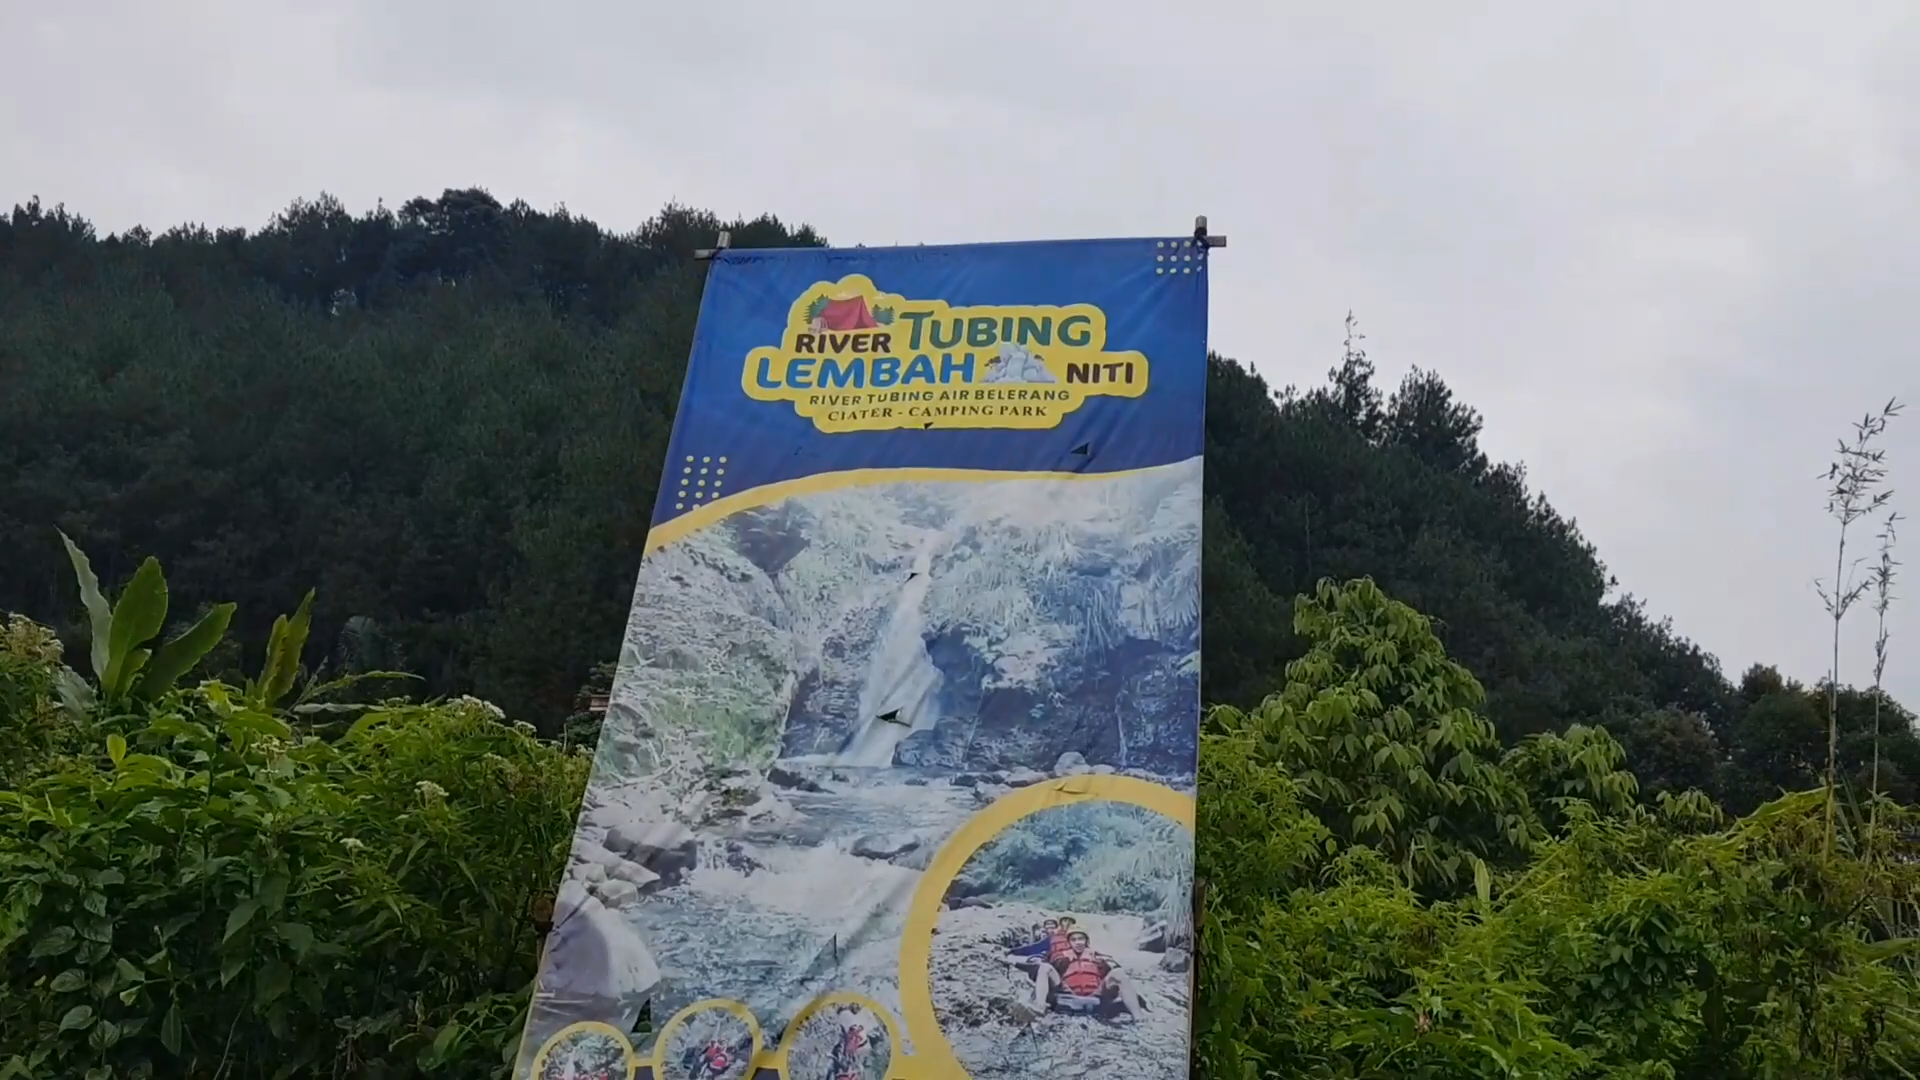 RIVER TUBING
LEMBAH NITI
RIVER TUBING AIR BELERANG
CIATER - CAMPING PARK